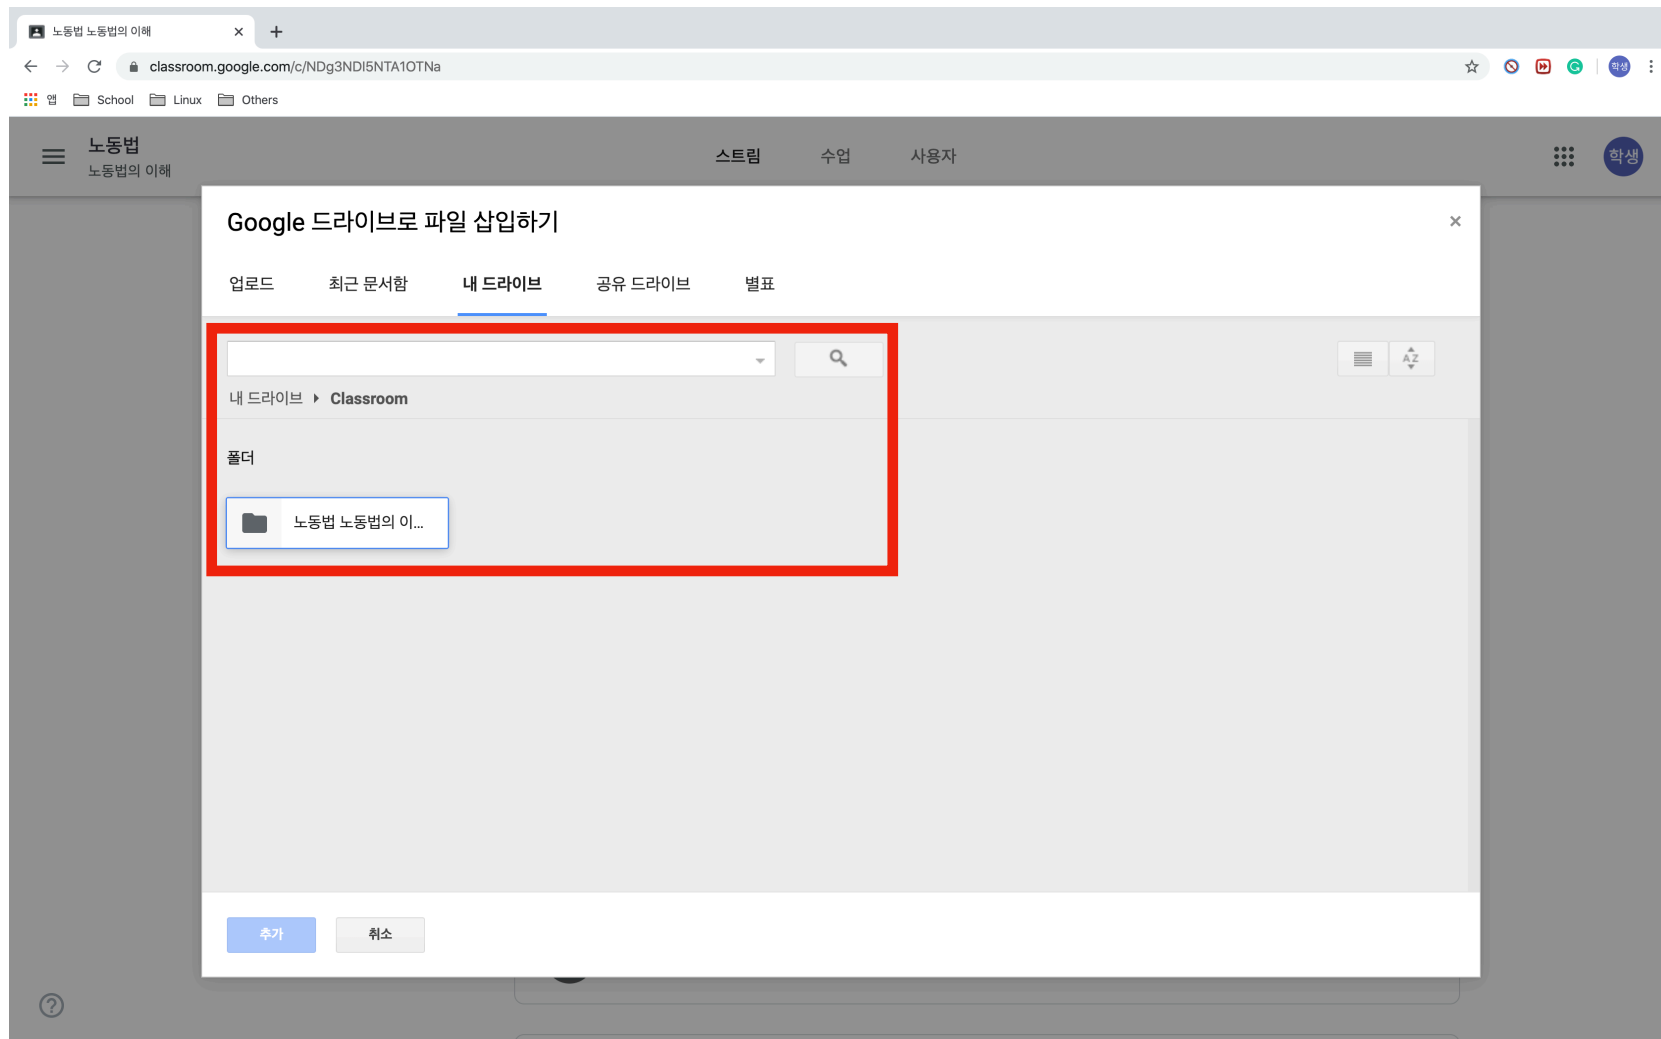 노동법 노동법의 이해
classroom.google.com/c/NDg3NDI5NTA1OTNa
학생
앱 School Linux Others
노동법
노동법의 이해
스트림 수업 사용자
학생
Google 드라이브로 파일 삽입하기
업로드 최근 문서함 내 드라이브 공유 드라이브 별표
AZ
내 드라이브 Classroom
폴더
노동법 노동법의 이...
추가 취소